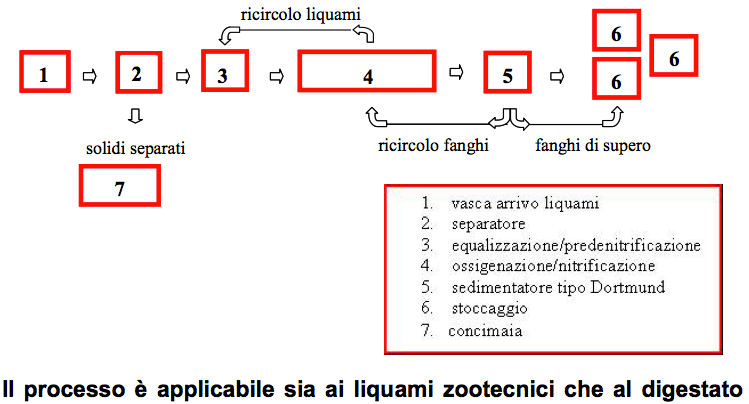 ricircolo liquami
6
6
1
2
3
4
5
6
solidi separati
ricircolo fanghi
fanghi di supero
7
1. vasca arrivo liquami
2. separatore
3. equalizzazione/predenitrificazione
4. ossigenazione/nitrificazione
5. sedimentatore tipo Dortmund
6. stoccaggio
7. concimaia
Il processo è applicabile sia ai liquami zootecnici che al digestato